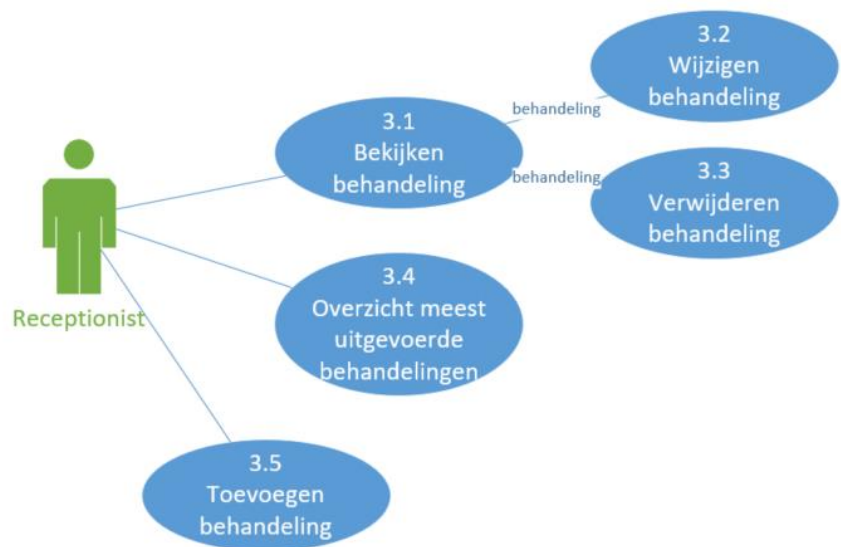 3.2
Wijzigen
behandeling
behandeling
3.1
Bekijken
behandeling
behandeling
3.3
Verwijderen
behandeling
Receptionist
3.4
Overzicht meest
uitgevoerde
behandelingen
3.5
Toevoegen
behandeling